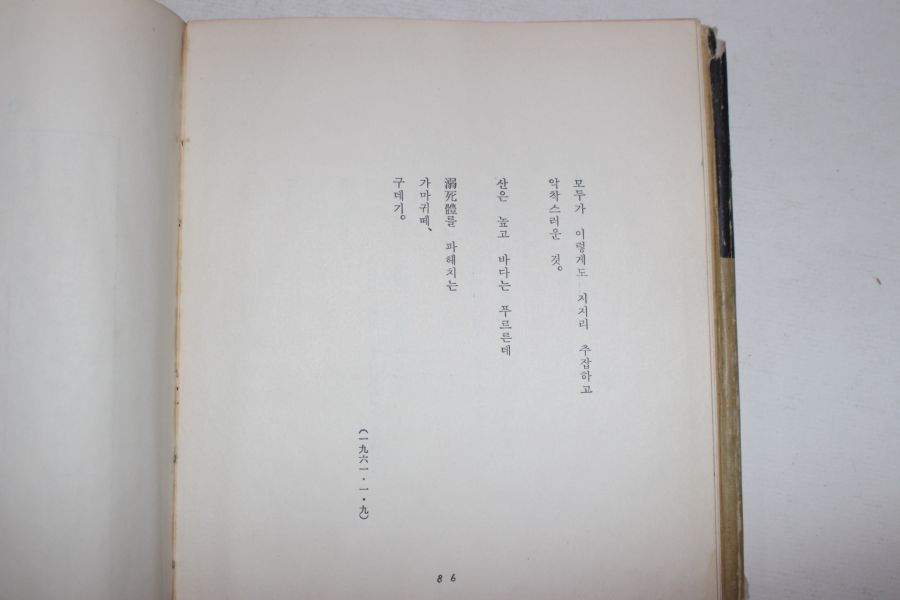 모두가 이렇게도 지지리 추잡하고
악착스러운 것。
산은 높고 바다는 푸르른데
溺死體를 파헤치는
가마귀떼、
구데기。
(一九六一・一・九)
86